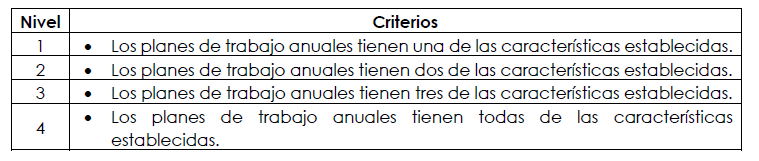 Nivel Criterios
1 • Los planes de trabajo anuales tienen una de las características establecidas.
2 • Los planes de trabajo anuales tienen dos de las características establecidas.
3 • Los planes de trabajo anuales tienen tres de las características establecidas.
4 • Los planes de trabajo anuales tienen todas de las características
establecidas.